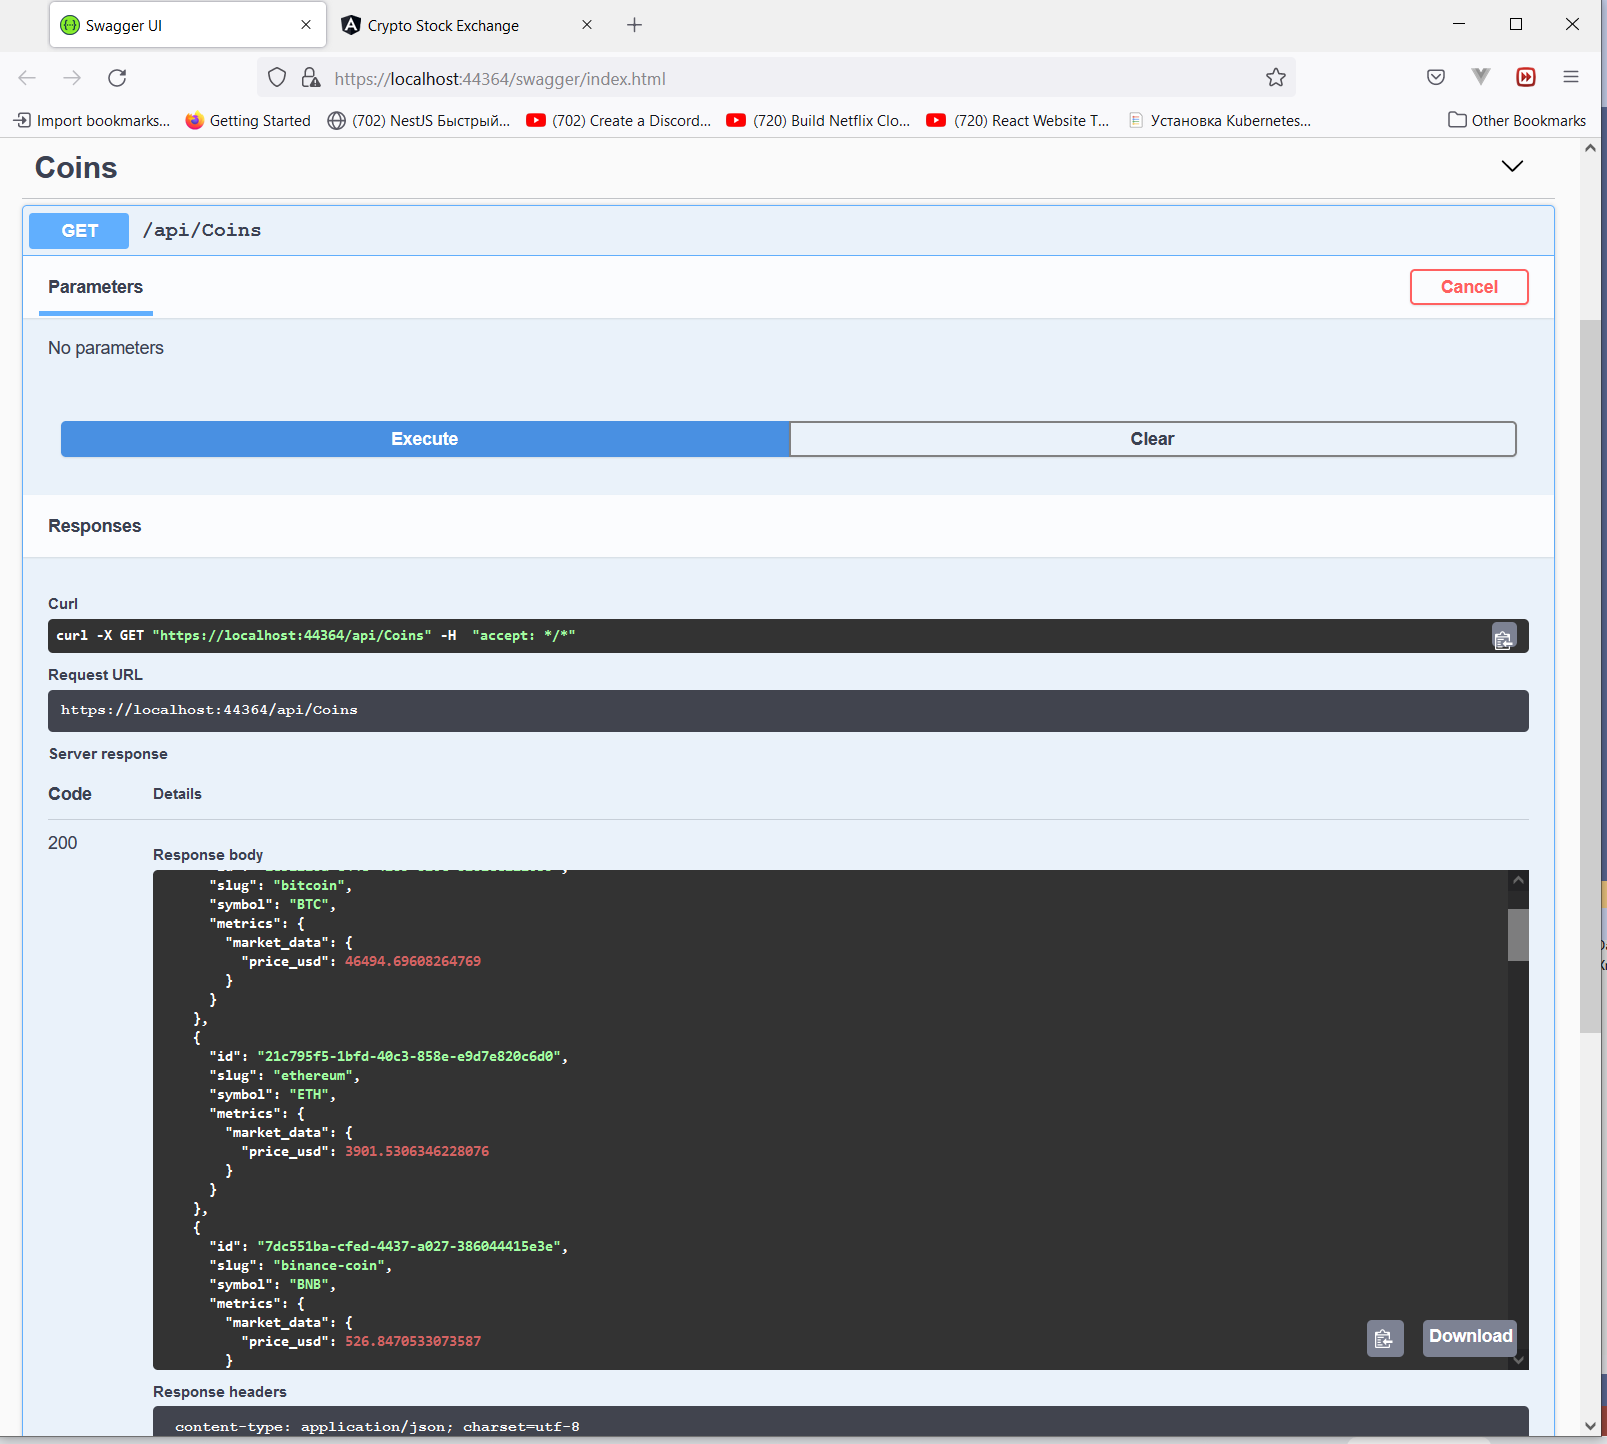 Swagger UI
Crypto Stock Exchange
https://localhost:44364/swagger/index.html
Import bookmarks...
Getting Started
(702) NestJS Быстрый...
(702) Create a Discord...
(720) Build Netflix Clo...
(720) React Website T...
Установка Kubernetes...
Other Bookmarks
Coins
GET /api/Coins
Parameters
Cancel
No parameters
Execute
Clear
Responses
Curl
curl -X GET "https://localhost:44364/api/Coins" -H  "accept: */*"
Request URL
https://localhost:44364/api/Coins
Server response
Code
Details
200
Response body
"slug": "bitcoin",
"symbol": "BTC",
"metrics": {
"market_data": {
"price_usd": 46494.69608264769
}
}
},
{
"id": "21c795f5-1bfd-40c3-858e-e9d7e820c6d0",
"slug": "ethereum",
"symbol": "ETH",
"metrics": {
"market_data": {
"price_usd": 3901.5306346228076
}
}
},
{
"id": "7dc551ba-cfed-4437-a027-386044415e3e",
"slug": "binance-coin",
"symbol": "BNB",
"metrics": {
"market_data": {
"price_usd": 526.8470533073587
}
Download
Response headers
content-type: application/json; charset=utf-8